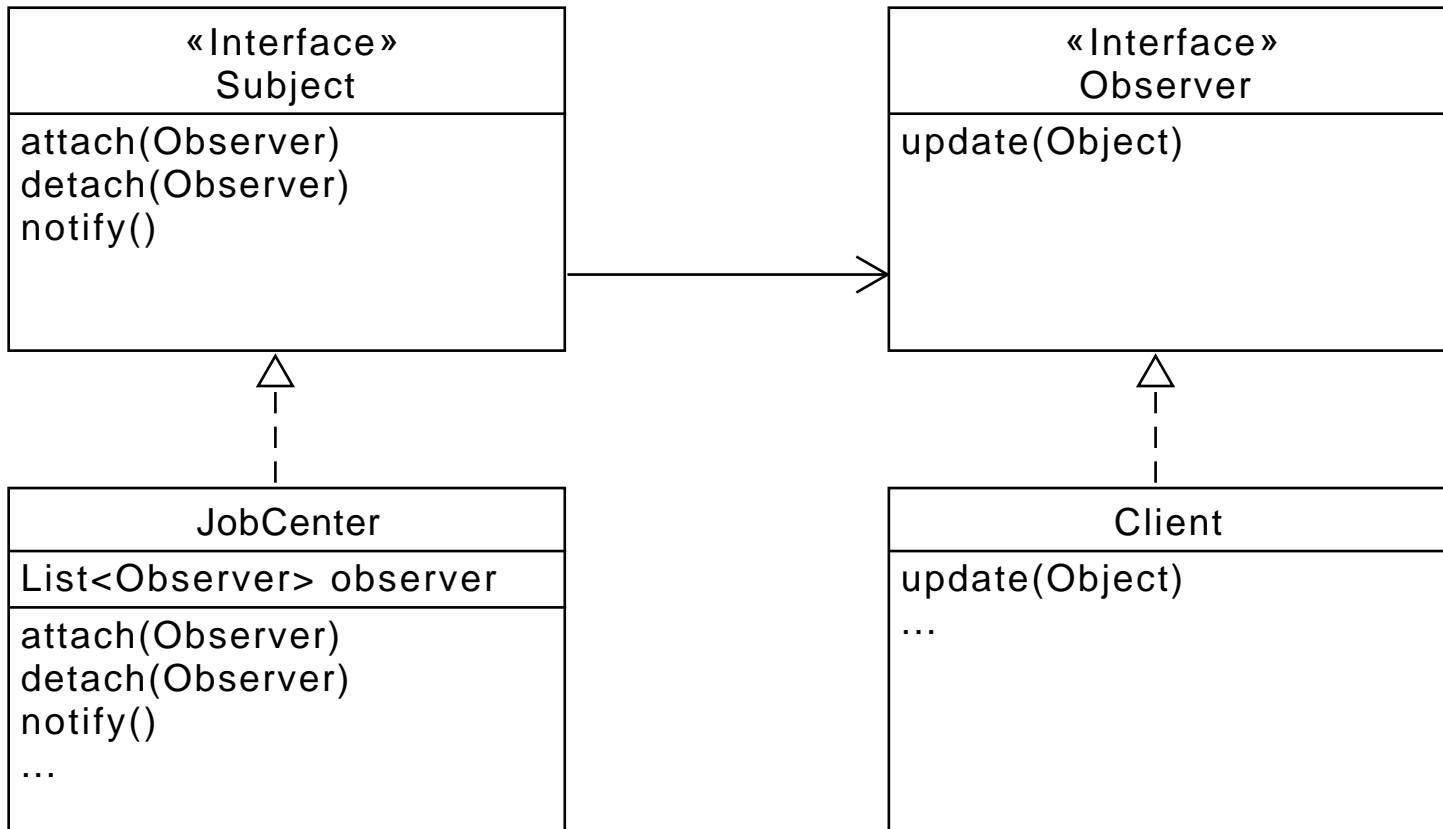 «Interface»
Subject
attach(Observer)
detach(Observer)
notify()
«Interface»
Observer
update(Object)
JobCenter
List<Observer> observer
attach(Observer)
detach(Observer)
notify()
...
Client
update(Object)
...